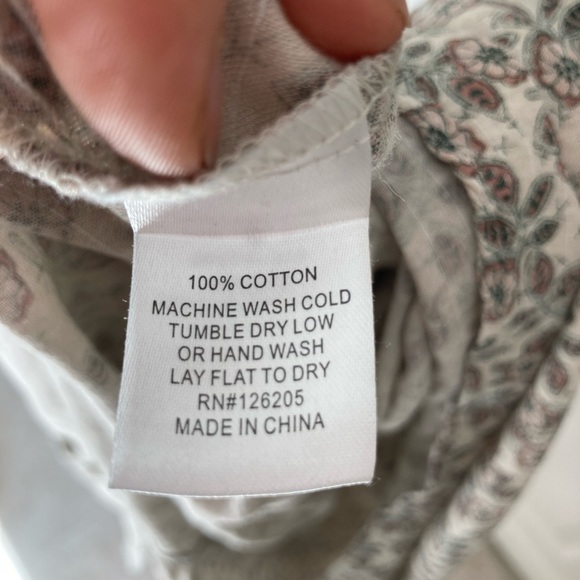 100% COTTON
MACHINE WASH COLD
TUMBLE DRY LOW
OR HAND WASH
LAY FLAT TO DRY
RN#126205
MADE IN CHINA